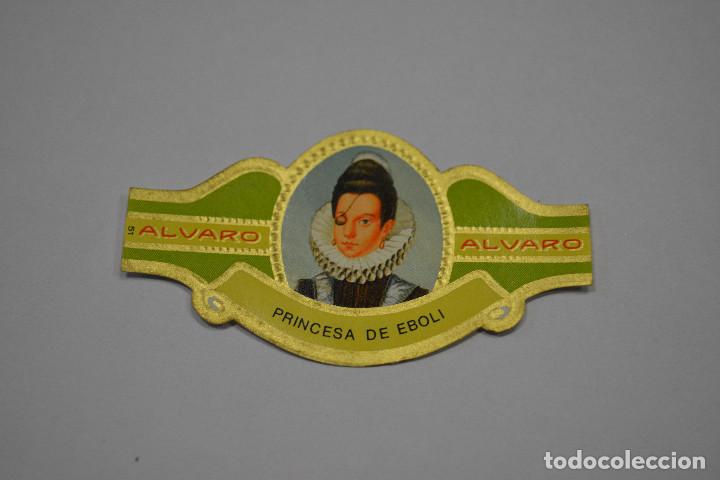 51
ALVARO
ALVARO
PRINCESA DE EBOLI
todocoleccion